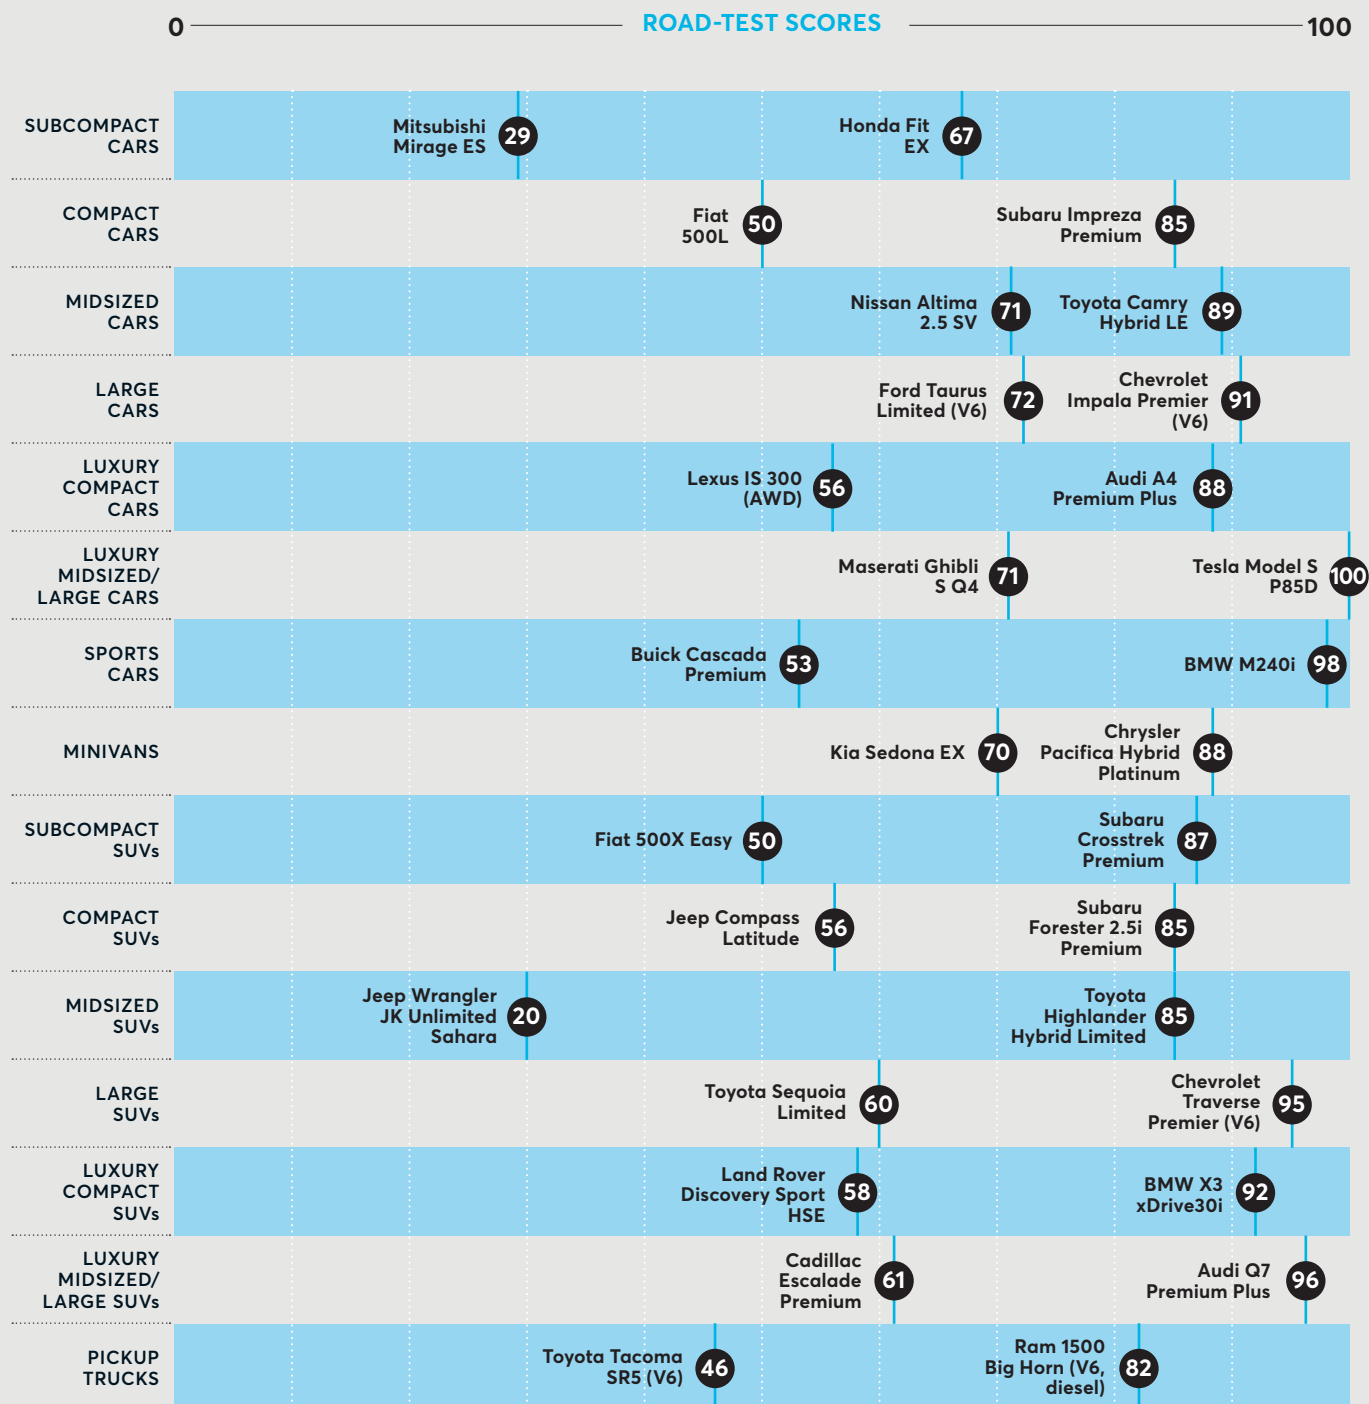 0 ROAD-TEST SCORES 100
SUBCOMPACT
CARS
Mitsubishi
Mirage ES
29
Honda Fit
EX
67
COMPACT
CARS
Fiat
500L
50
Subaru Impreza
Premium
85
MIDSIZED
CARS
Nissan Altima
2.5 SV
71
Toyota Camry
Hybrid LE
89
LARGE
CARS
Ford Taurus
Limited (V6)
72
Chevrolet
Impala Premier
(V6)
91
LUXURY
COMPACT
CARS
Lexus IS 300
(AWD)
56
Audi A4
Premium Plus
88
LUXURY
MIDSIZED/
LARGE CARS
Maserati Ghibli
S Q4
71
Tesla Model S
P85D
100
SPORTS
CARS
Buick Cascada
Premium
53
BMW M240i
98
MINIVANS
Kia Sedona EX
70
Chrysler
Pacifica Hybrid
Platinum
88
SUBCOMPACT
SUVs
Fiat 500X Easy
50
Subaru
Crosstrek
Premium
87
COMPACT
SUVs
Jeep Compass
Latitude
56
Subaru
Forester 2.5i
Premium
85
MIDSIZED
SUVs
Jeep Wrangler
JK Unlimited
Sahara
20
Toyota
Highlander
Hybrid Limited
85
LARGE
SUVs
Toyota Sequoia
Limited
60
Chevrolet
Traverse
Premier (V6)
95
LUXURY
COMPACT
SUVs
Land Rover
Discovery Sport
HSE
58
BMW X3
xDrive30i
92
LUXURY
MIDSIZED/
LARGE SUVs
Cadillac
Escalade
Premium
61
Audi Q7
Premium Plus
96
PICKUP
TRUCKS
Toyota Tacoma
SR5 (V6)
46
Ram 1500
Big Horn (V6,
diesel)
82